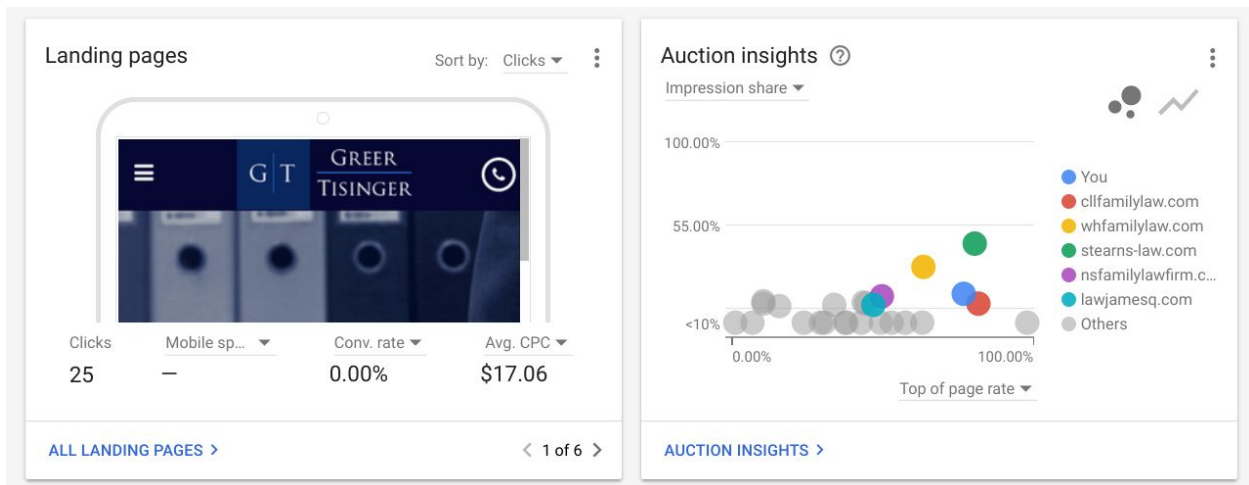 Landing pages
Sort by: Clicks
G T
GREER
TISINGER
Clicks Mobile sp... Conv. rate Avg. CPC
25 — 0.00% $17.06
ALL LANDING PAGES >
< 1 of 6 >
Auction insights ?
Impression share
100.00%
55.00%
<10%
0.00% 100.00%
Top of page rate
You
cllfamilylaw.com
whfamilylaw.com
stearns-law.com
nsfamilylawfirm.c...
lawjamesq.com
Others
AUCTION INSIGHTS >